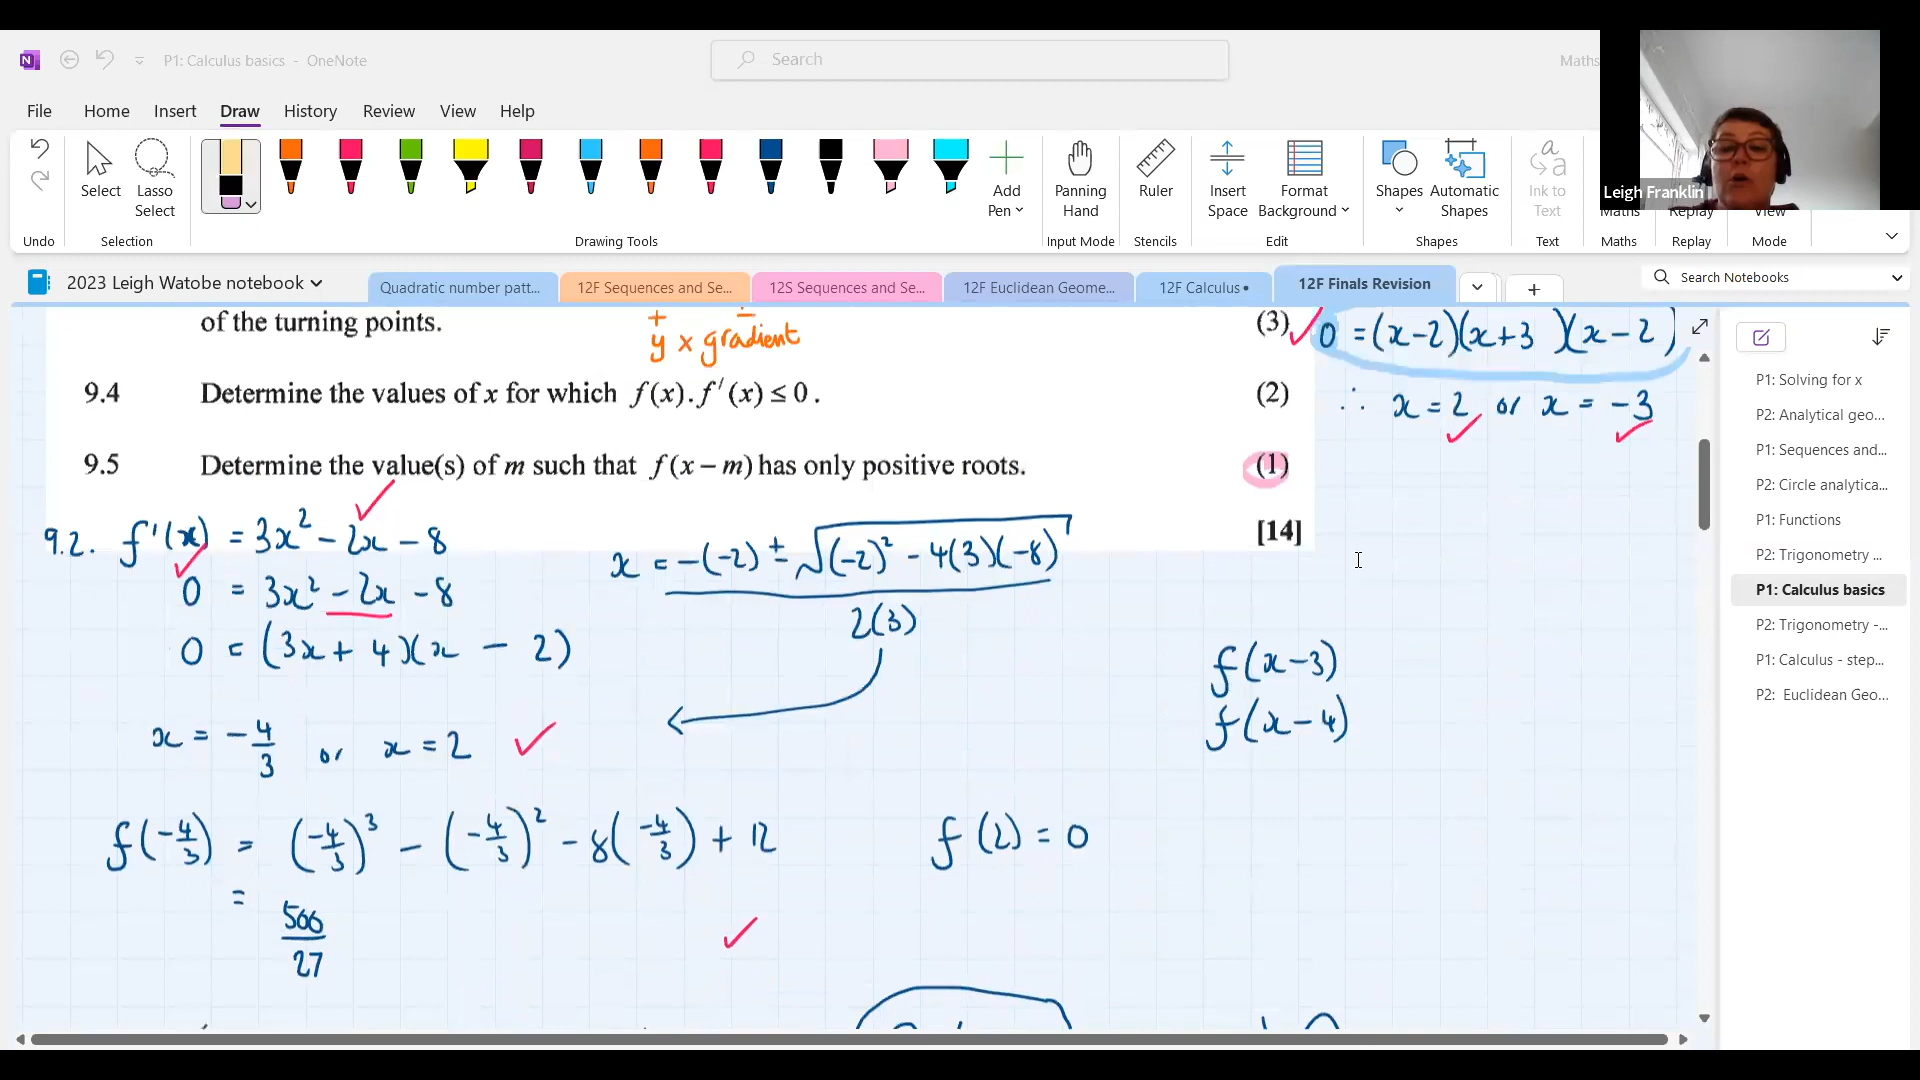 P1: Calculus basics - OneNote
Search
Maths
Leigh Franklin
File Home Insert Draw History Review View Help
Undo
Select
Lasso Select
Selection
Drawing Tools
Add Pen
Panning Hand
Input Mode
Ruler
Stencils
Insert Space
Format Background
Edit
Shapes
Automatic Shapes
Shapes
Ink to Text
Text
Maths
Maths
Replay
Replay
View
Mode
2023 Leigh Watobe notebook
Quadratic number patt...
12F Sequences and Se...
12S Sequences and Se...
12F Euclidean Geome...
12F Calculus
12F Finals Revision
+
Search Notebooks
of the turning points. (3)
+ −
y x gradient
0 = (x-2)(x+3 )(x-2)
9.4 Determine the values of x for which f(x).f'(x) ≤ 0. (2)
∴ x = 2 or x = -3
9.5 Determine the value(s) of m such that f(x – m) has only positive roots. (1)
[14]
9.2. f'(x) = 3x² - 2x - 8
0 = 3x² - 2x - 8
0 = (3x + 4)(x - 2)
x = -4/3 or x = 2
x = -(-2) ± √((-2)² - 4(3)(-8)) / 2(3)
f(x-3)
f(x-4)
f(-4/3) = (-4/3)³ - (-4/3)² - 8(-4/3) + 12
= 500/27
f(2) = 0
P1: Solving for x
P2: Analytical geo...
P1: Sequences and...
P2: Circle analytica...
P1: Functions
P2: Trigonometry ...
P1: Calculus basics
P2: Trigonometry -...
P1: Calculus - step...
P2: Euclidean Geo...